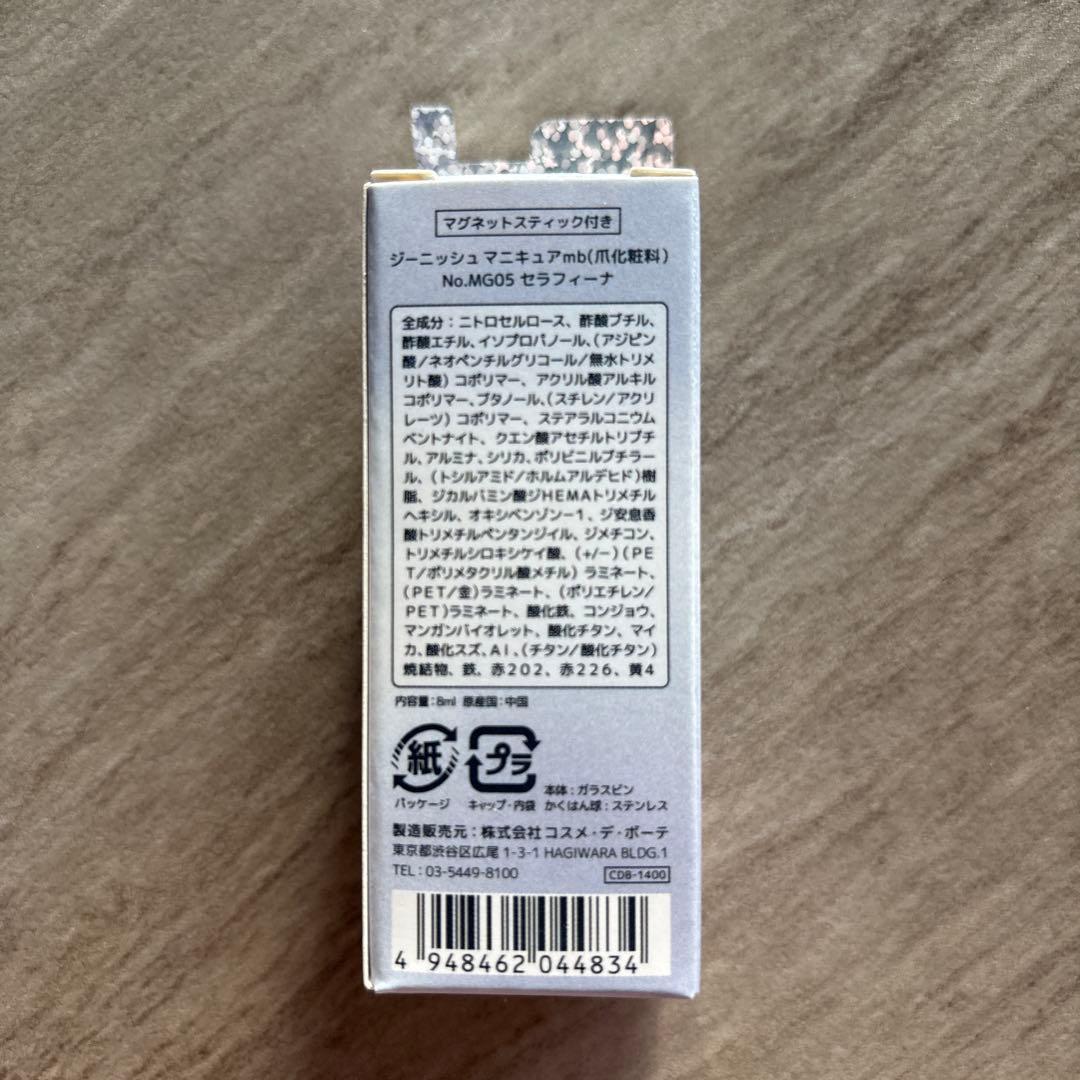 マグネットスティック付き
ジーニッシュ マニキュアmb(爪化粧料)
No.MG05 セラフィーナ
全成分：ニトロセルロース、酢酸ブチル、
酢酸エチル、イソプロパノール、(アジピン
酸/ネオペンチルグリコール/無水トリメ
リト酸) コポリマー、アクリル酸アルキル
コポリマー、ブタノール、(スチレン/アクリ
レーツ) コポリマー、ステアラルコニウム
ベントナイト、クエン酸アセチルトリブチ
ル、アルミナ、シリカ、ポリビニルブチラー
ル、(トシルアミド/ホルムアルデヒド)樹
脂、ジカルバミン酸ジHEMAトリメチル
ヘキシル、オキシベンゾン−1、ジ安息香
酸トリメチルペンタンジイル、ジメチコン、
トリメチルシロキシケイ酸、(+/−)(PE
T/ポリメタクリル酸メチル) ラミネート、
(PET/金)ラミネート、(ポリエチレン/
PET)ラミネート、酸化鉄、コンジョウ、
マンガンバイオレット、酸化チタン、マイ
カ、酸化スズ、Al、(チタン/酸化チタン)
焼結物、鉄、赤202、赤226、黄4
内容量：8ml 原産国：中国
紙 プラ
本体：ガラスビン
パッケージ キャップ・内袋 かくはん球：ステンレス
製造販売元：株式会社コスメ・デ・ボーテ
東京都渋谷区広尾 1-3-1 HAGIWARA BLDG.1
TEL：03-5449-8100 CDB-1400
4 948462 044834